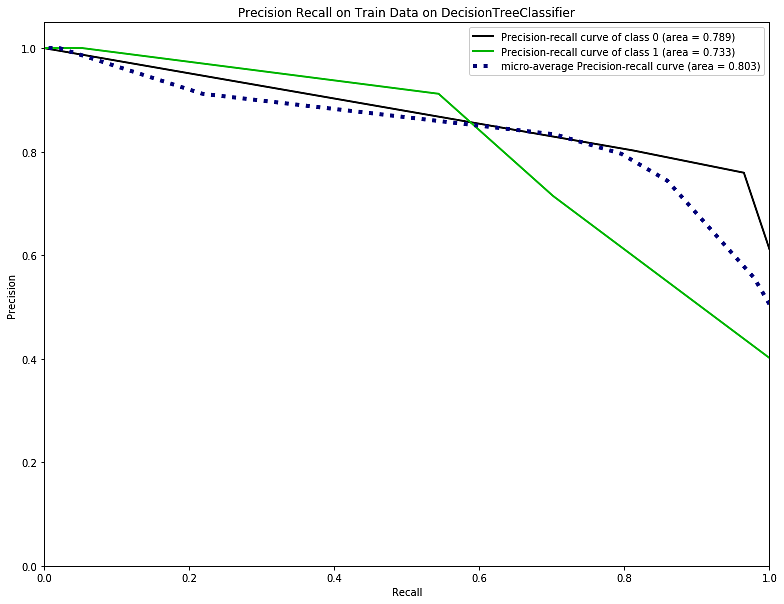 Precision Recall on Train Data on DecisionTreeClassifier
Precision-recall curve of class 0 (area = 0.789)
Precision-recall curve of class 1 (area = 0.733)
micro-average Precision-recall curve (area = 0.803)
Precision
1.0
0.8
0.6
0.4
0.2
0.0
0.0 0.2 0.4 0.6 0.8 1.0
Recall